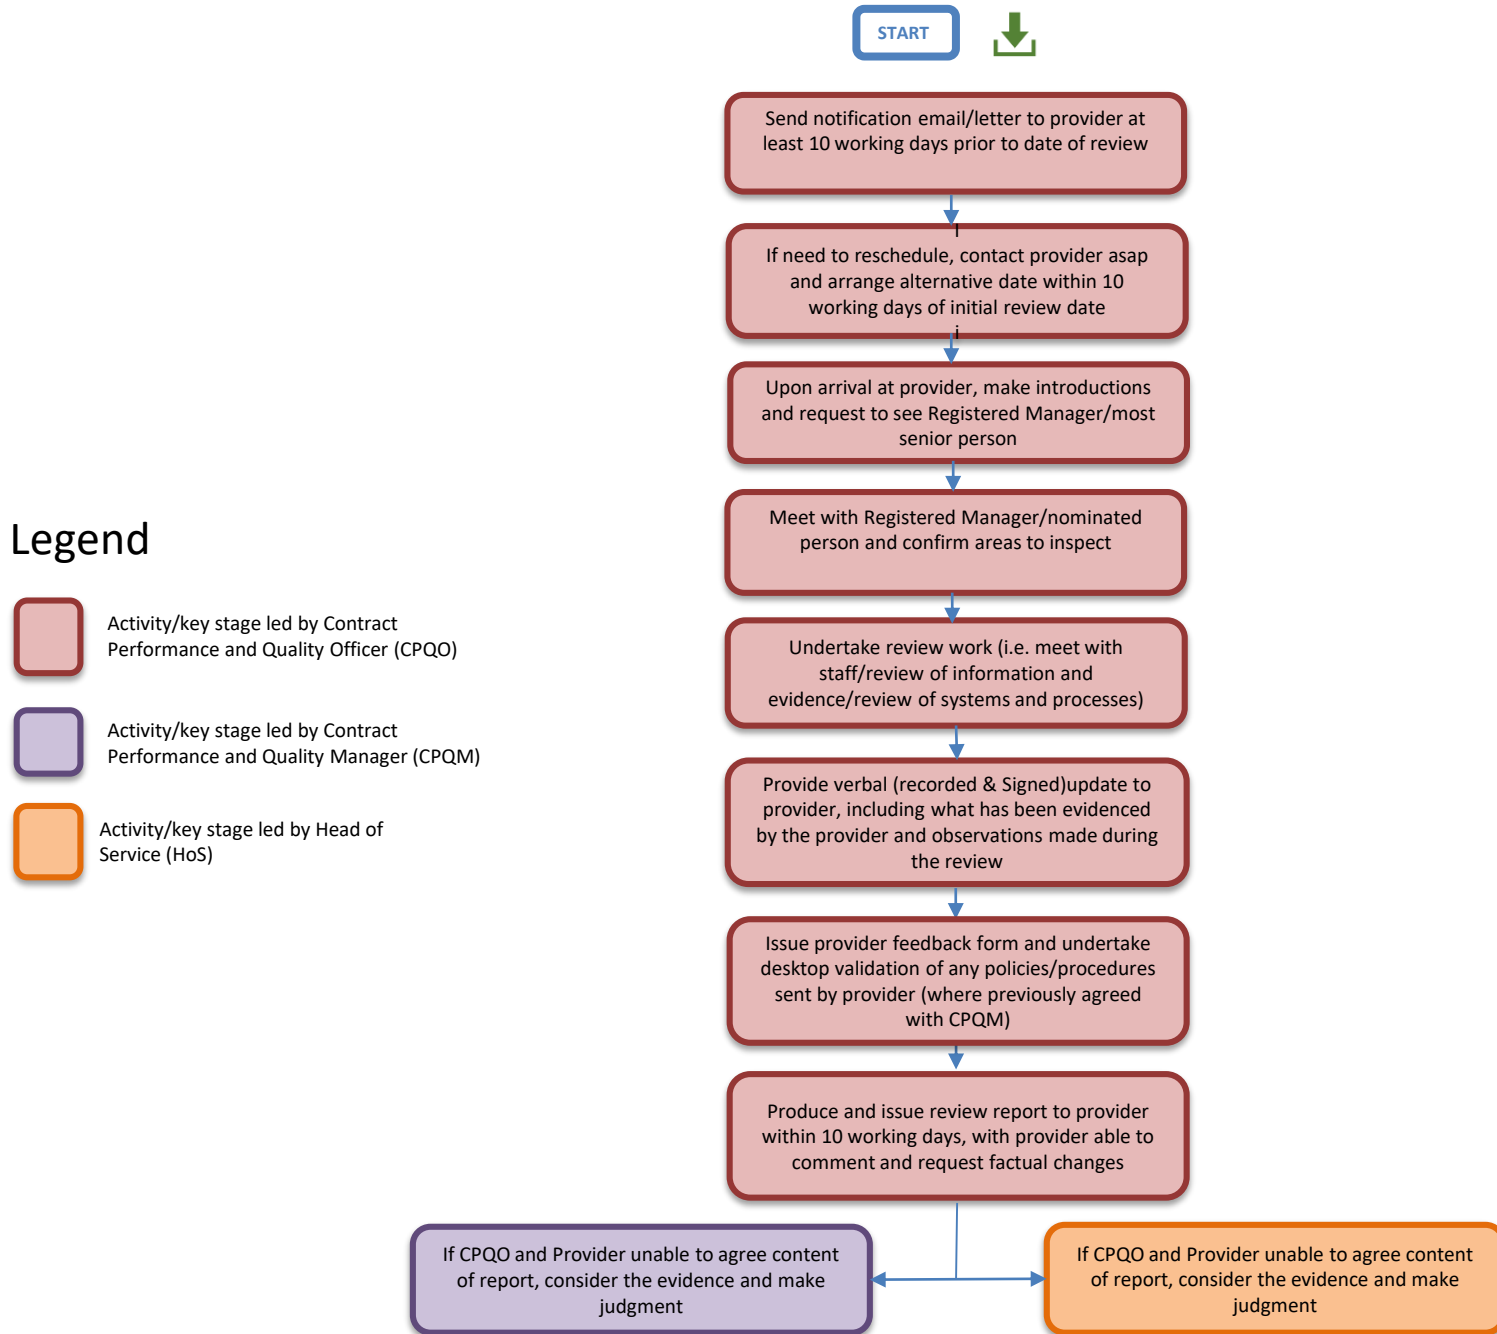 START
Send notification email/letter to provider at
least 10 working days prior to date of review
l
If need to reschedule, contact provider asap
and arrange alternative date within 10
working days of initial review date
i
Upon arrival at provider, make introductions
and request to see Registered Manager/most
senior person
Meet with Registered Manager/nominated
person and confirm areas to inspect
Legend
Activity/key stage led by Contract
Performance and Quality Officer (CPQO)
Activity/key stage led by Contract
Performance and Quality Manager (CPQM)
Activity/key stage led by Head of
Service (HoS)
Undertake review work (i.e. meet with
staff/review of information and
evidence/review of systems and processes)
Provide verbal (recorded & Signed)update to
provider, including what has been evidenced
by the provider and observations made during
the review
Issue provider feedback form and undertake
desktop validation of any policies/procedures
sent by provider (where previously agreed
with CPQM)
Produce and issue review report to provider
within 10 working days, with provider able to
comment and request factual changes
If CPQO and Provider unable to agree content
of report, consider the evidence and make
judgment
If CPQO and Provider unable to agree content
of report, consider the evidence and make
judgment